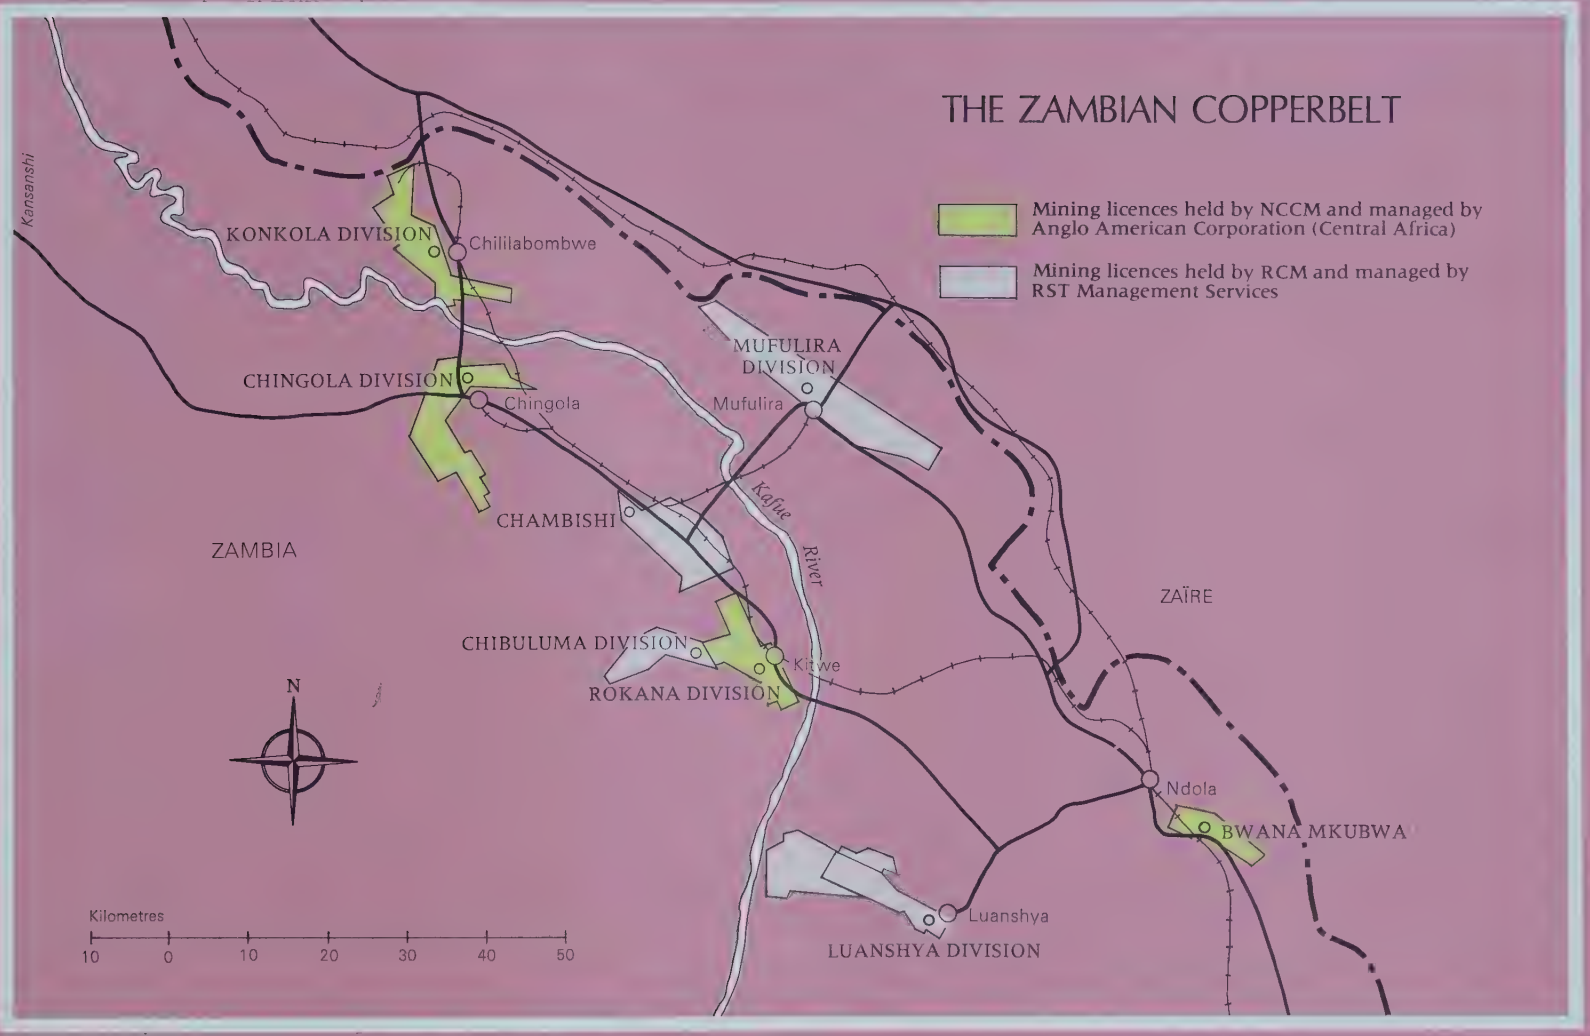 THE ZAMBIAN COPPERBELT
Mining licences held by NCCM and managed by
Anglo American Corporation (Central Africa)
Mining licences held by RCM and managed by
RST Management Services
Kansanshi
KONKOLA DIVISION
Chililabombwe
MUFULIRA
DIVISION
CHINGOLA DIVISION
Chingola
Mufulira
Kafue
River
CHAMBISHI
ZAMBIA
ZAÏRE
CHIBULUMA DIVISION
Kitwe
ROKANA DIVISION
N
Ndola
BWANA MKUBWA
Luanshya
LUANSHYA DIVISION
Kilometres
10 0 10 20 30 40 50